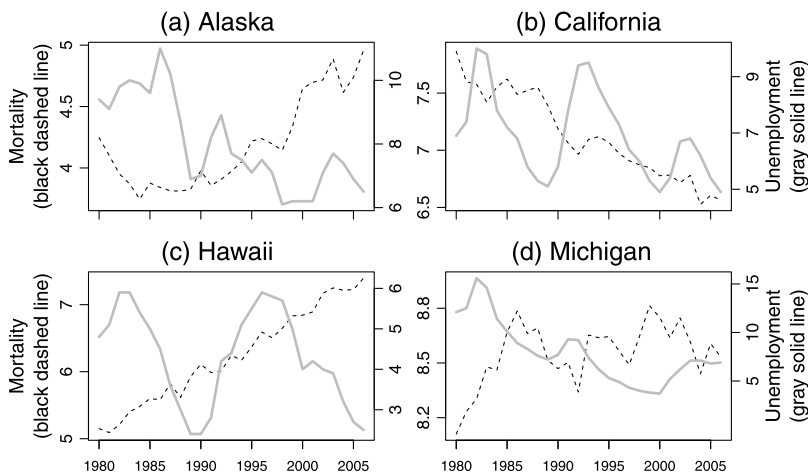 (a) Alaska
(b) California
Mortality
(black dashed line)
5
4.5
4
10
8
6
7.5
7
6.5
9
7
5
Unemployment
(gray solid line)
(c) Hawaii
(d) Michigan
Mortality
(black dashed line)
7
6
5
6
5
4
3
8.8
8.5
8.2
15
10
5
Unemployment
(gray solid line)
1980 1985 1990 1995 2000 2005
1980 1985 1990 1995 2000 2005